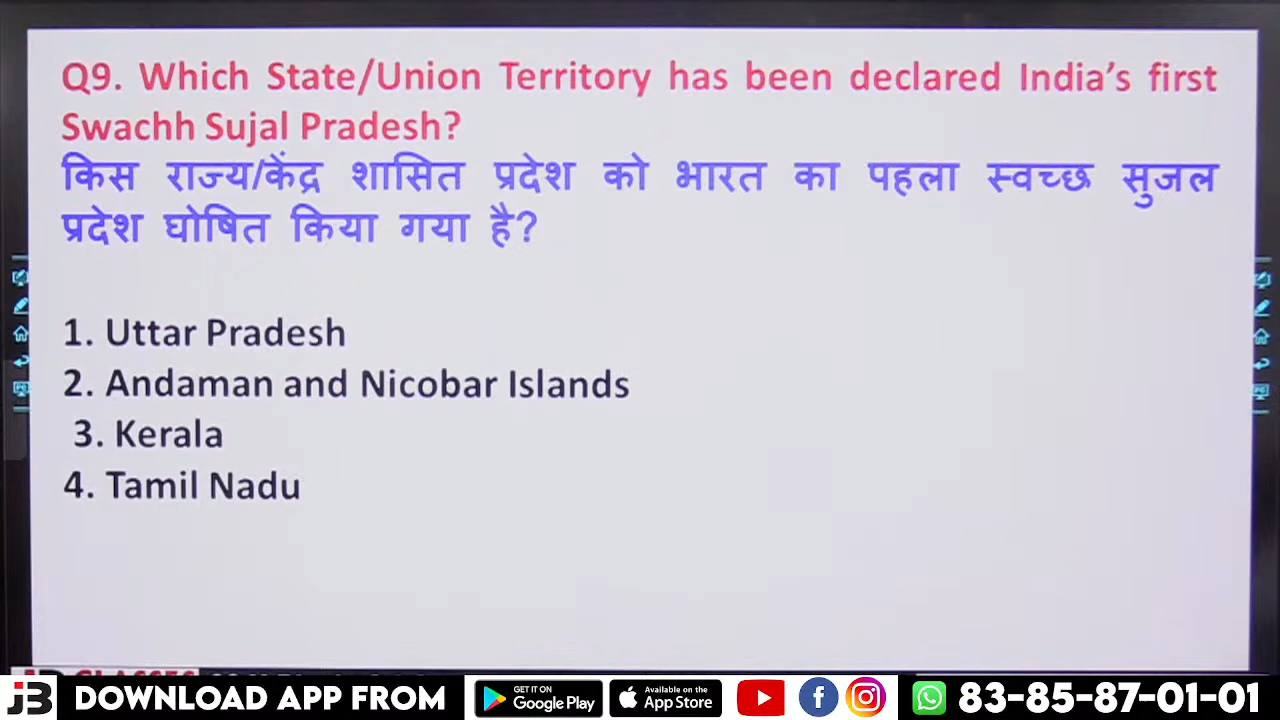 Q9. Which State/Union Territory has been declared India's first
Swachh Sujal Pradesh?
किस राज्य/केंद्र शासित प्रदेश को भारत का पहला स्वच्छ सुजल
प्रदेश घोषित किया गया है?
1. Uttar Pradesh
2. Andaman and Nicobar Islands
3. Kerala
4. Tamil Nadu
JB DOWNLOAD APP FROM GET IT ON Google Play Available on the App Store 83-85-87-01-01